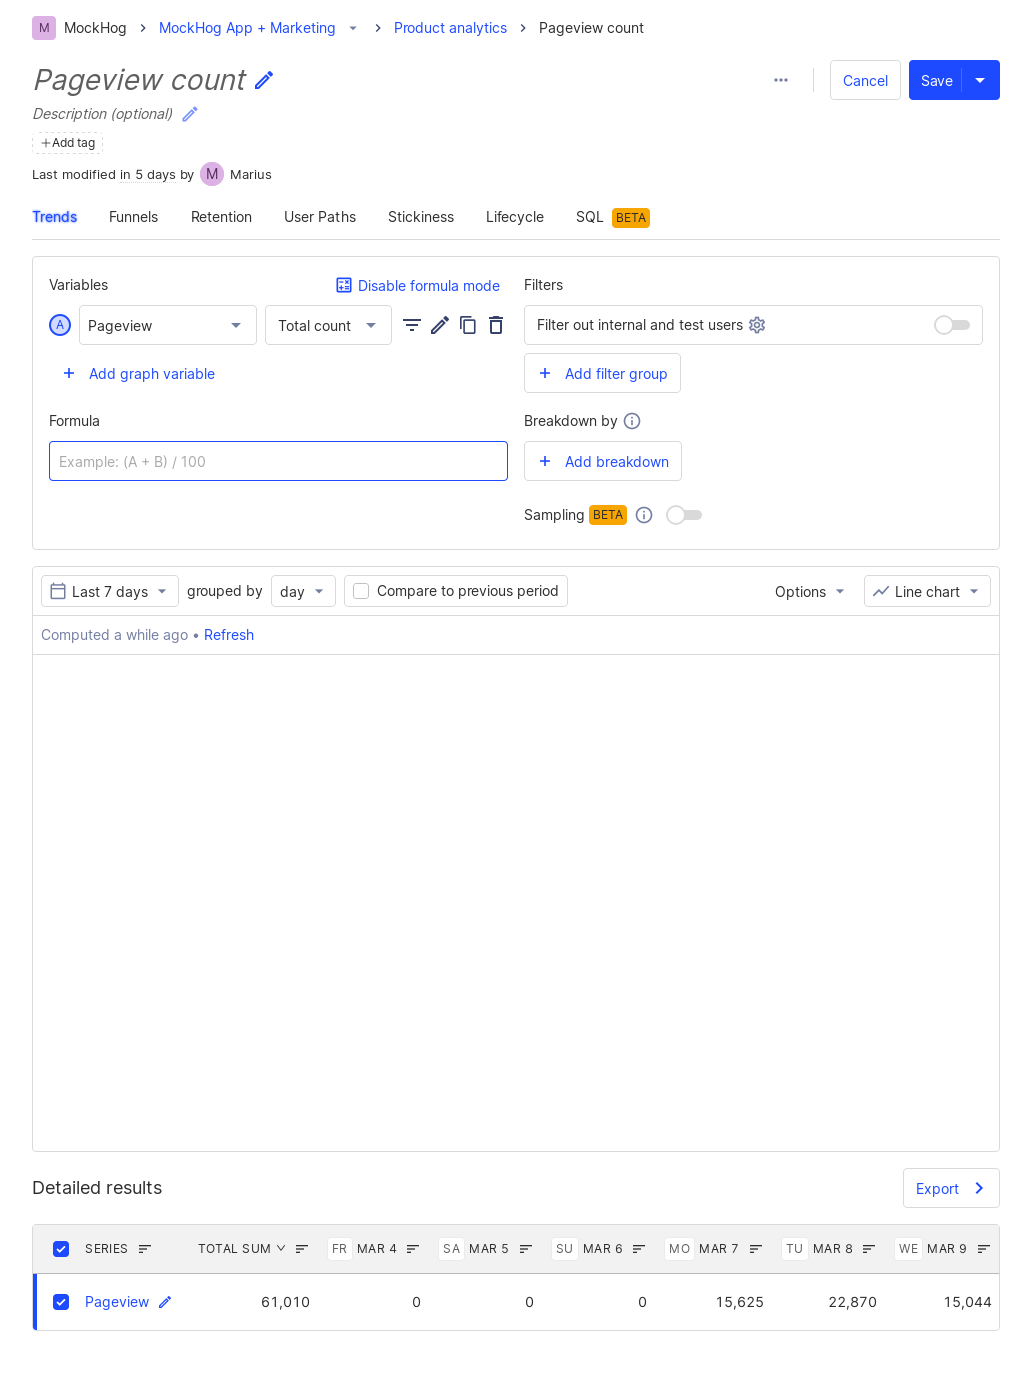 M MockHog MockHog App + Marketing Product analytics Pageview count
Pageview count
Cancel Save
Description (optional)
Add tag
Last modified in 5 days by M Marius
Trends Funnels Retention User Paths Stickiness Lifecycle SQL BETA
Variables Disable formula mode Filters
A Pageview Total count Filter out internal and test users
Add graph variable Add filter group
Formula Breakdown by
Example: (A + B) / 100 Add breakdown
Sampling BETA
Last 7 days grouped by day Compare to previous period Options Line chart
Computed a while ago • Refresh
Detailed results Export
SERIES TOTAL SUM FR MAR 4 SA MAR 5 SU MAR 6 MO MAR 7 TU MAR 8 WE MAR 9
Pageview 61,010 0 0 0 15,625 22,870 15,044